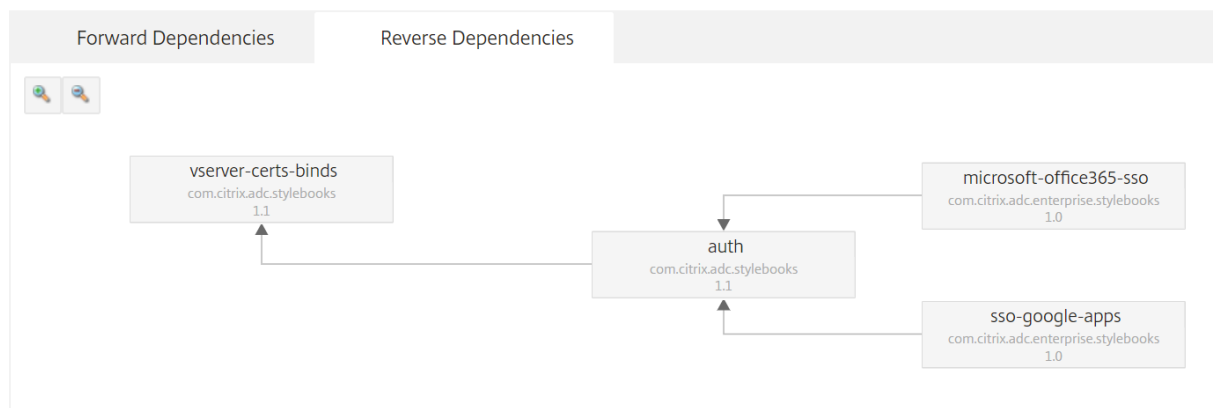 Forward Dependencies
Reverse Dependencies
vserver-certs-binds
com.citrix.adc.stylebooks
1.1
microsoft-office365-sso
com.citrix.adc.enterprise.stylebooks
1.0
auth
com.citrix.adc.stylebooks
1.1
sso-google-apps
com.citrix.adc.enterprise.stylebooks
1.0